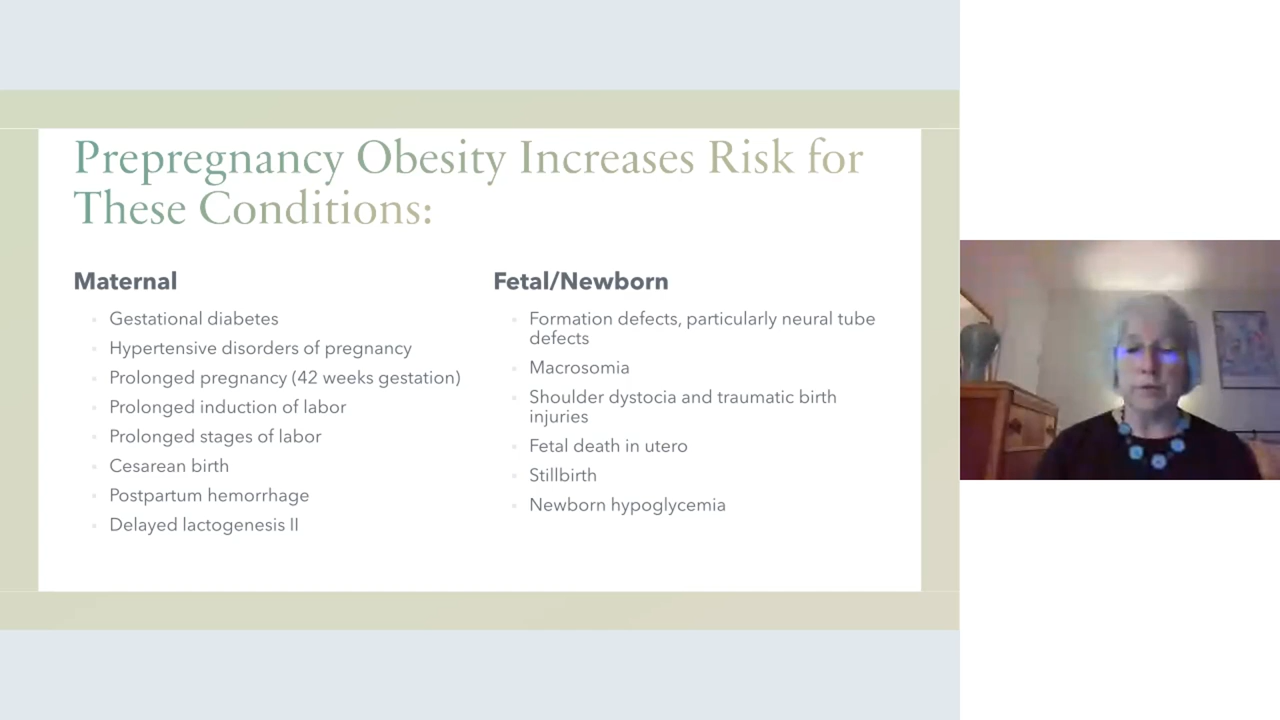 Prepregnancy Obesity Increases Risk for
These Conditions:
Maternal
Gestational diabetes
Hypertensive disorders of pregnancy
Prolonged pregnancy (42 weeks gestation)
Prolonged induction of labor
Prolonged stages of labor
Cesarean birth
Postpartum hemorrhage
Delayed lactogenesis II
Fetal/Newborn
Formation defects, particularly neural tube
defects
Macrosomia
Shoulder dystocia and traumatic birth
injuries
Fetal death in utero
Stillbirth
Newborn hypoglycemia